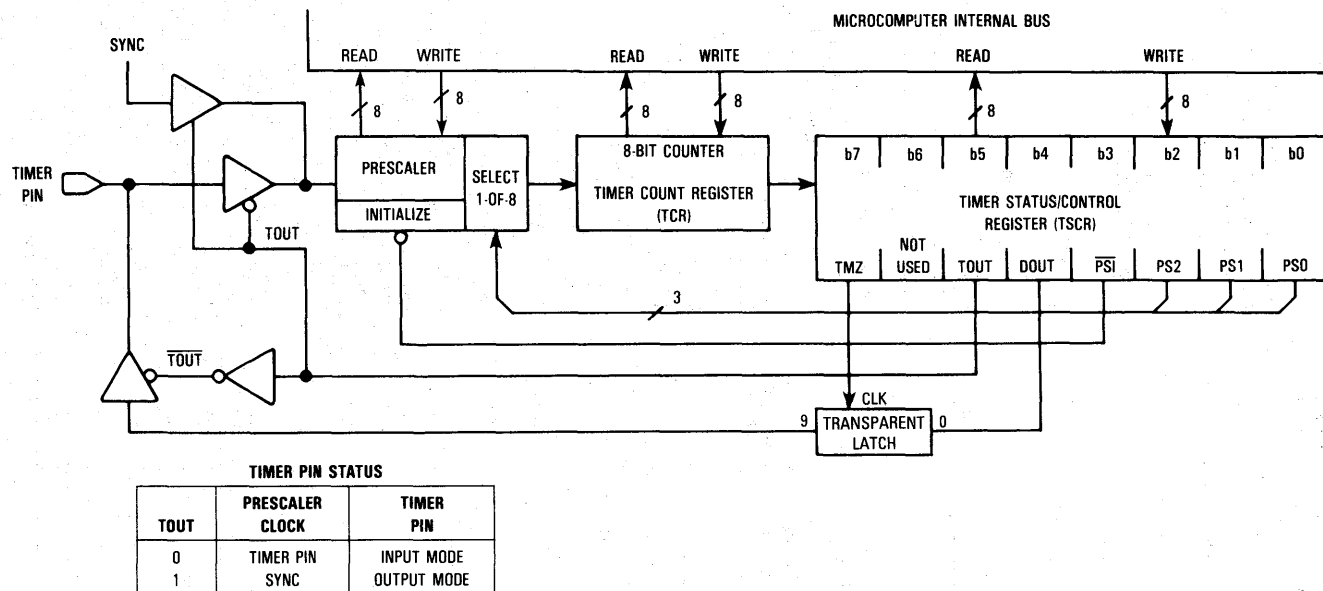 MICROCOMPUTER INTERNAL BUS
SYNC
READ
WRITE
READ
WRITE
READ
WRITE
8
8
8
8
8
8
TIMER
PIN
TOUT
PRESCALER
INITIALIZE
SELECT
1-OF-8
8-BIT COUNTER
TIMER COUNT REGISTER
(TCR)
b7
b6
b5
b4
b3
b2
b1
b0
TIMER STATUS/CONTROL
REGISTER (TSCR)
TMZ
NOT
USED
TOUT
DOUT
P̅S̅I̅
PS2
PS1
PS0
3
T̅O̅U̅T̅
CLK
9
TRANSPARENT
LATCH
0
TIMER PIN STATUS
TOUT
PRESCALER
CLOCK
TIMER
PIN
0 TIMER PIN INPUT MODE
1 SYNC OUTPUT MODE